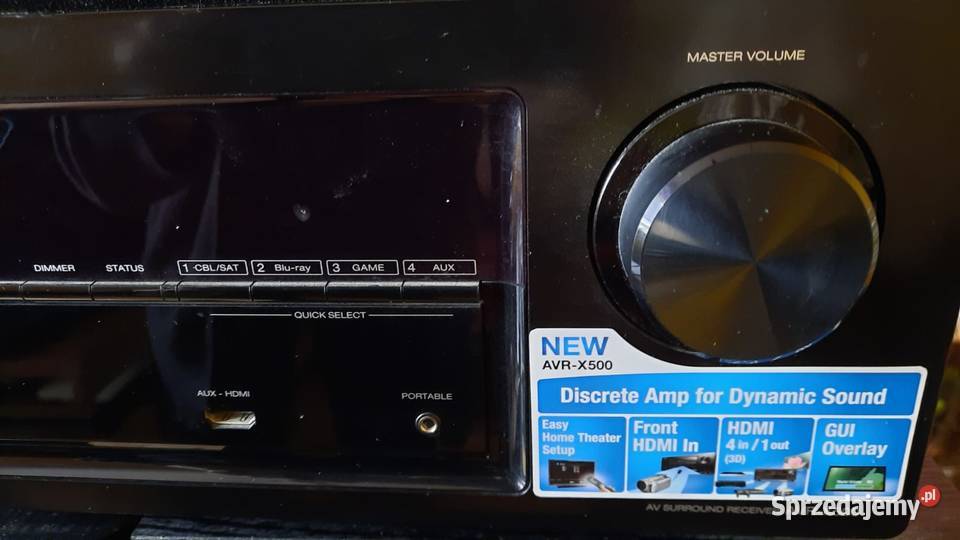 MASTER VOLUME
DIMMER
STATUS
1 CBL/SAT
2 Blu-ray
3 GAME
4 AUX
QUICK SELECT
AUX - HDMI
PORTABLE
NEW
AVR-X500
Discrete Amp for Dynamic Sound
Easy
Home Theater
Setup
Front
HDMI In
HDMI
4 in / 1 out
(3D)
GUI
Overlay
AV SURROUND RECEIVER
Sprzedajemy.pl